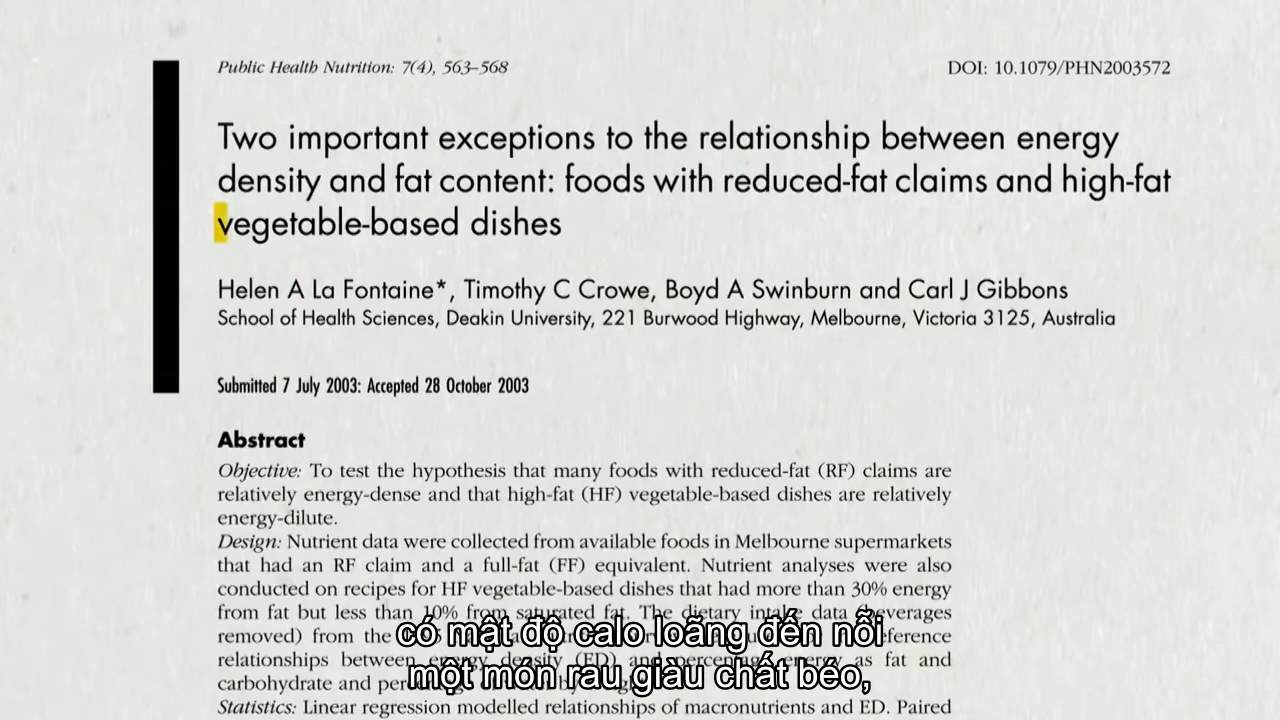 Public Health Nutrition: 7(4), 563–568
DOI: 10.1079/PHN2003572
Two important exceptions to the relationship between energy
density and fat content: foods with reduced-fat claims and high-fat
vegetable-based dishes
Helen A La Fontaine*, Timothy C Crowe, Boyd A Swinburn and Carl J Gibbons
School of Health Sciences, Deakin University, 221 Burwood Highway, Melbourne, Victoria 3125, Australia
Submitted 7 July 2003: Accepted 28 October 2003
Abstract
Objective: To test the hypothesis that many foods with reduced-fat (RF) claims are
relatively energy-dense and that high-fat (HF) vegetable-based dishes are relatively
energy-dilute.
Design: Nutrient data were collected from available foods in Melbourne supermarkets
that had an RF claim and a full-fat (FF) equivalent. Nutrient analyses were also
conducted on recipes for HF vegetable-based dishes that had more than 30% energy
from fat but less than 10% from saturated fat. The dietary intake data (beverages
removed) from the
relationships between energy density (ED) and percentage energy as fat and
carbohydrate and
Statistics: Linear regression modelled relationships of macronutrients and ED. Paired
có mật độ calo loãng đến nỗi
một món rau giàu chất béo,